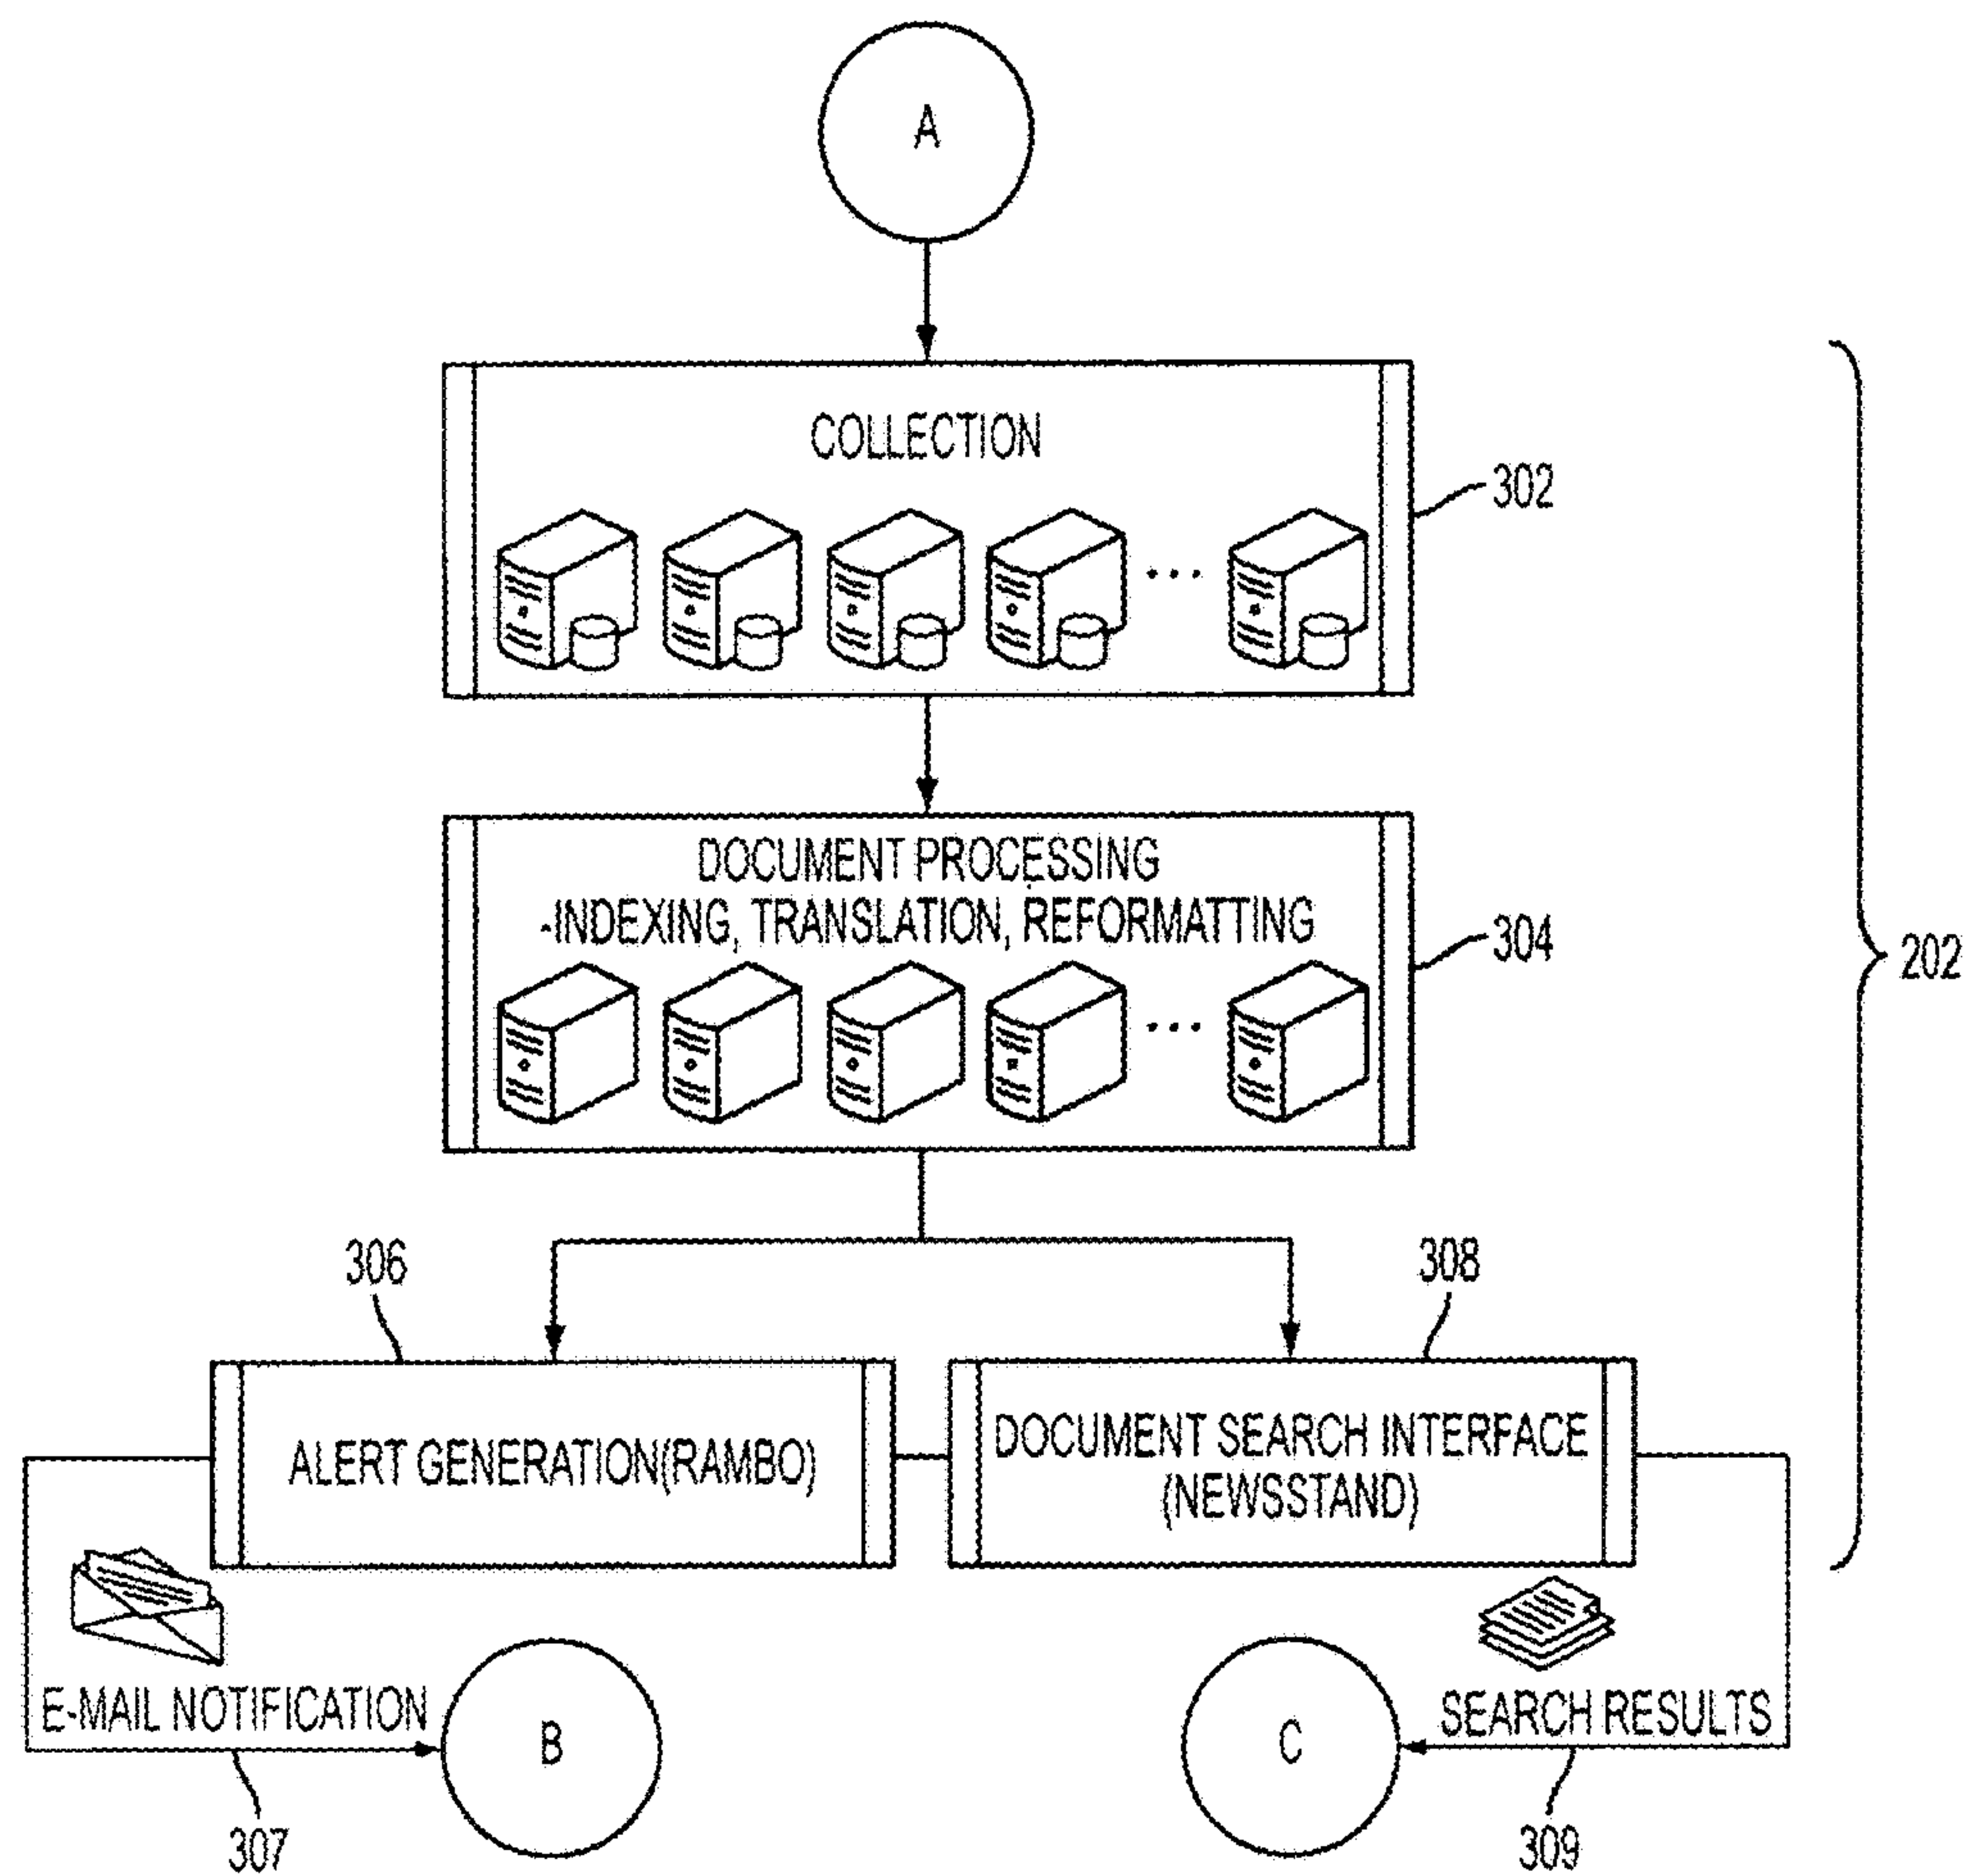 A
COLLECTION
302
DOCUMENT PROCESSING
-INDEXING, TRANSLATION, REFORMATTING
304
202
306
308
ALERT GENERATION(RAMBO)
DOCUMENT SEARCH INTERFACE
(NEWSSTAND)
E-MAIL NOTIFICATION
B
C
SEARCH RESULTS
307
309